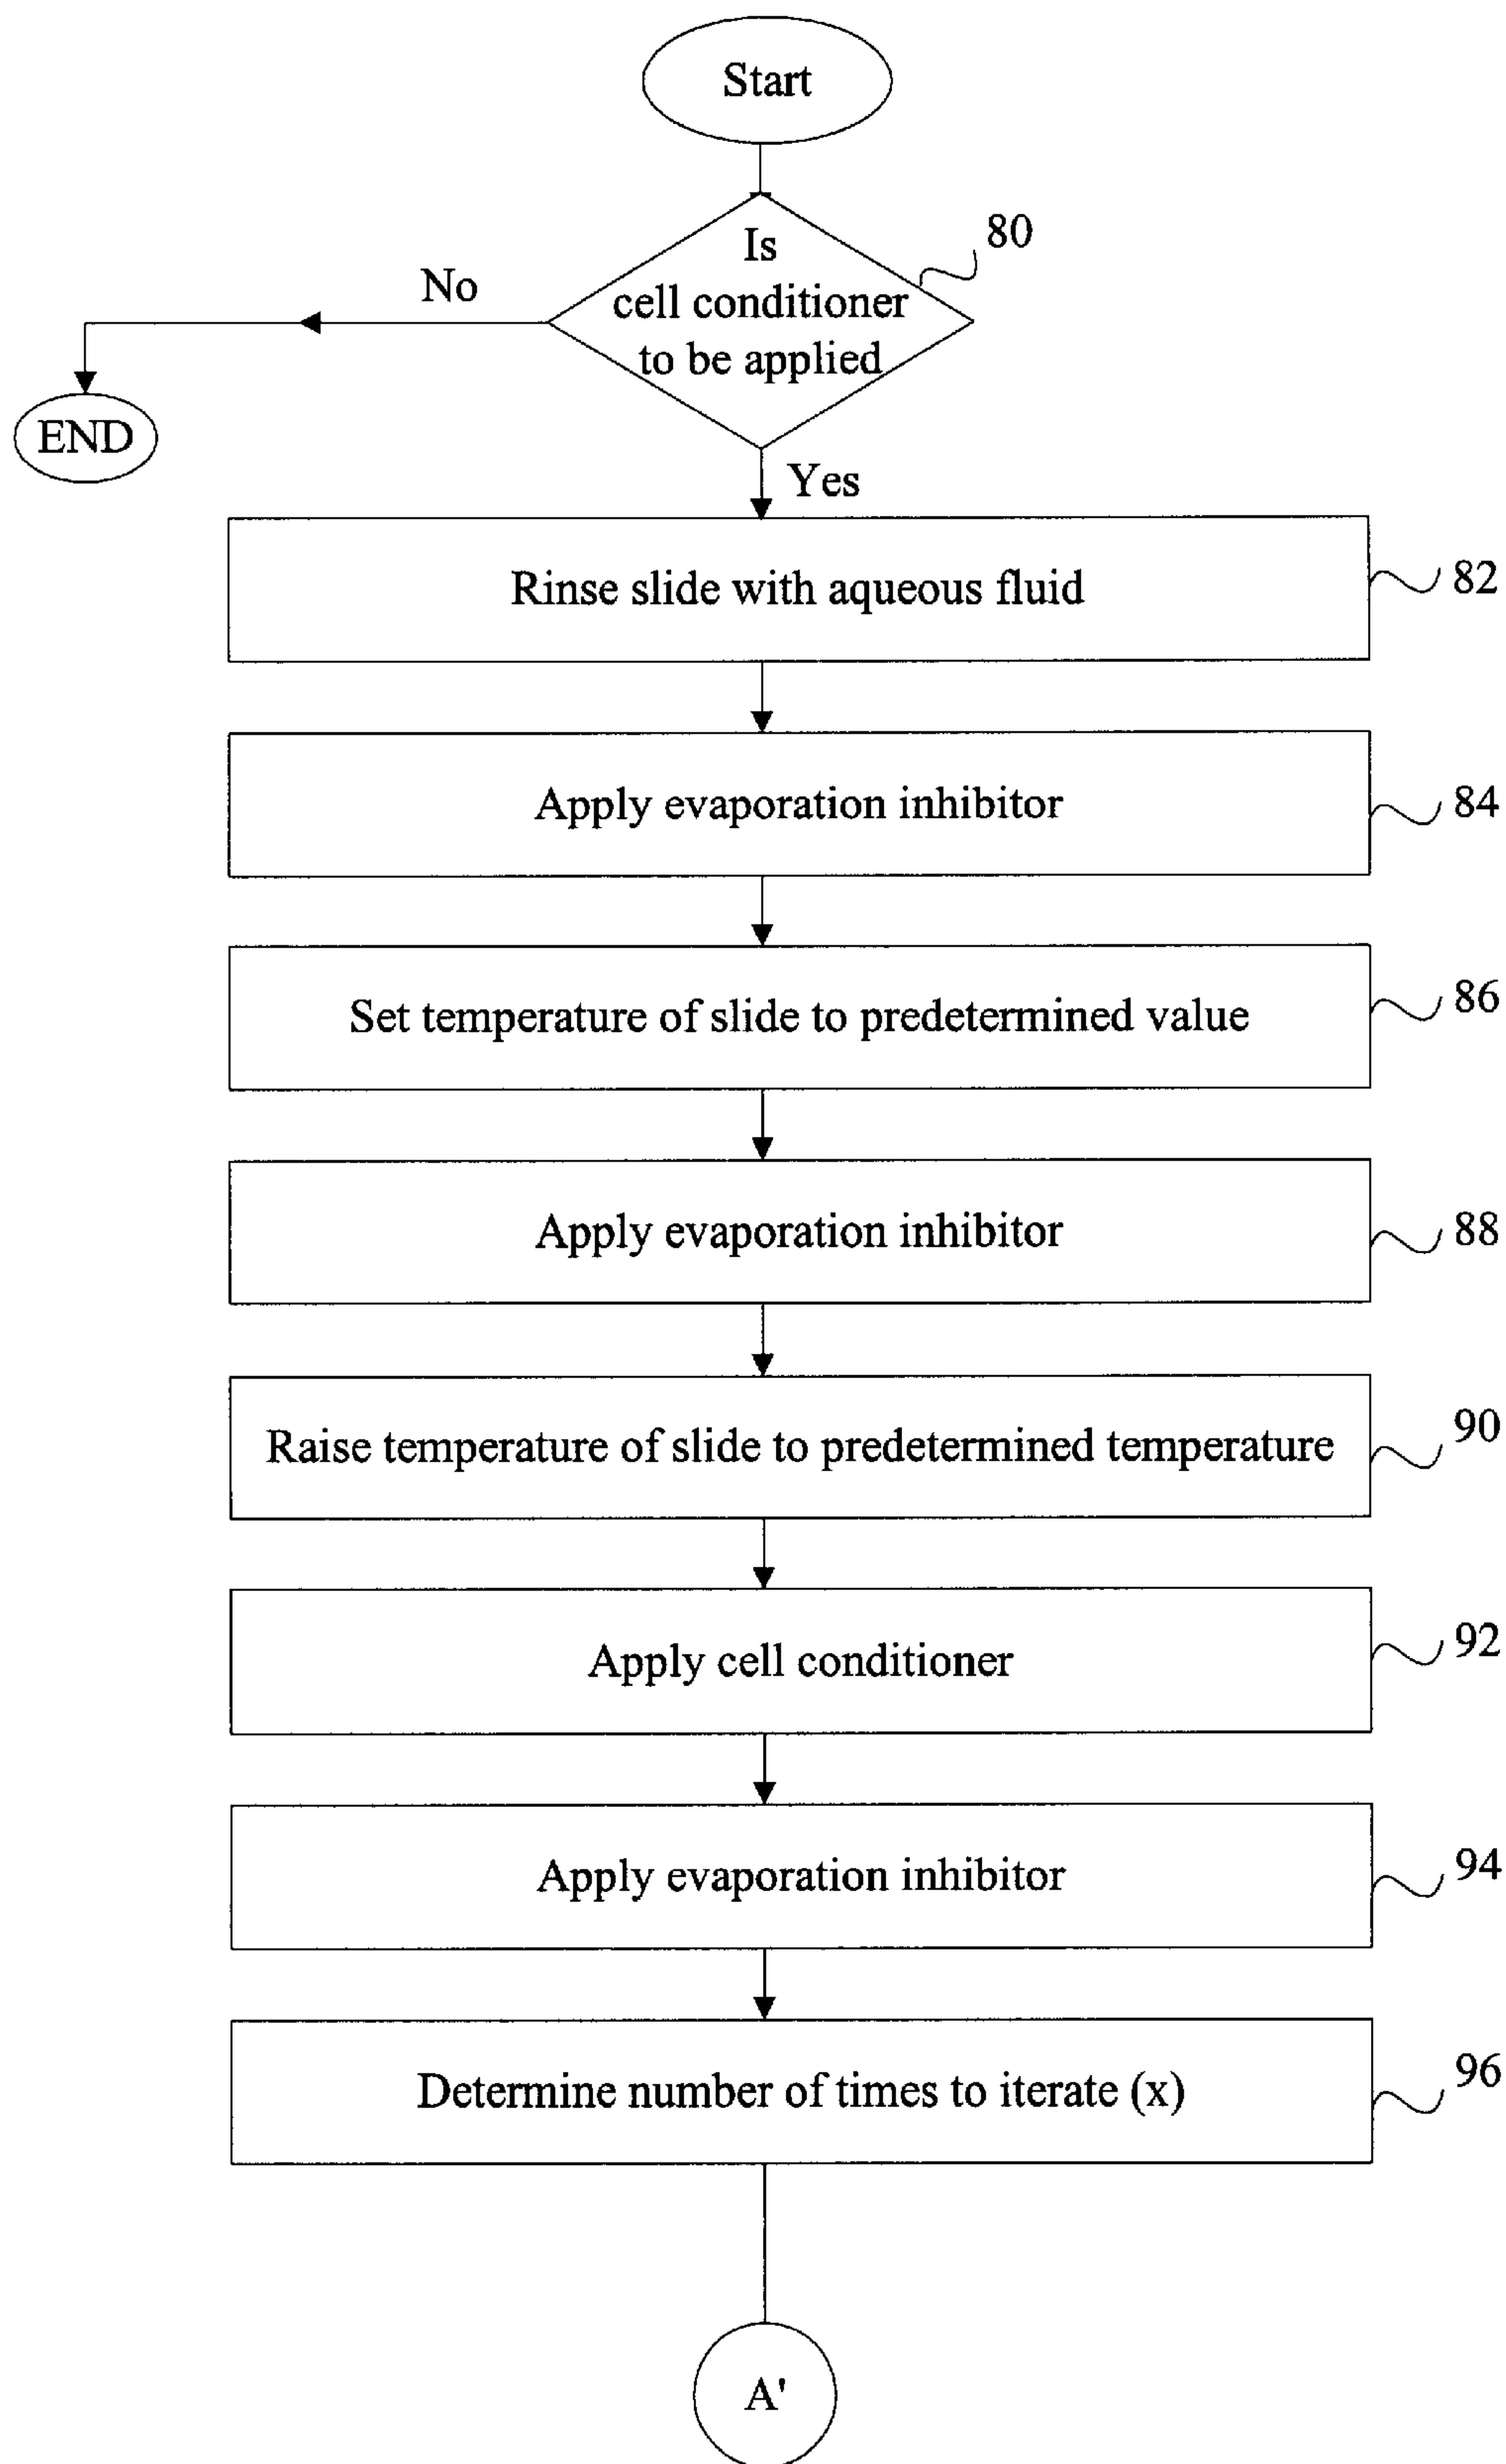 Start
Is
cell conditioner
to be applied
80
No
END
Yes
Rinse slide with aqueous fluid
82
Apply evaporation inhibitor
84
Set temperature of slide to predetermined value
86
Apply evaporation inhibitor
88
Raise temperature of slide to predetermined temperature
90
Apply cell conditioner
92
Apply evaporation inhibitor
94
Determine number of times to iterate (x)
96
A'